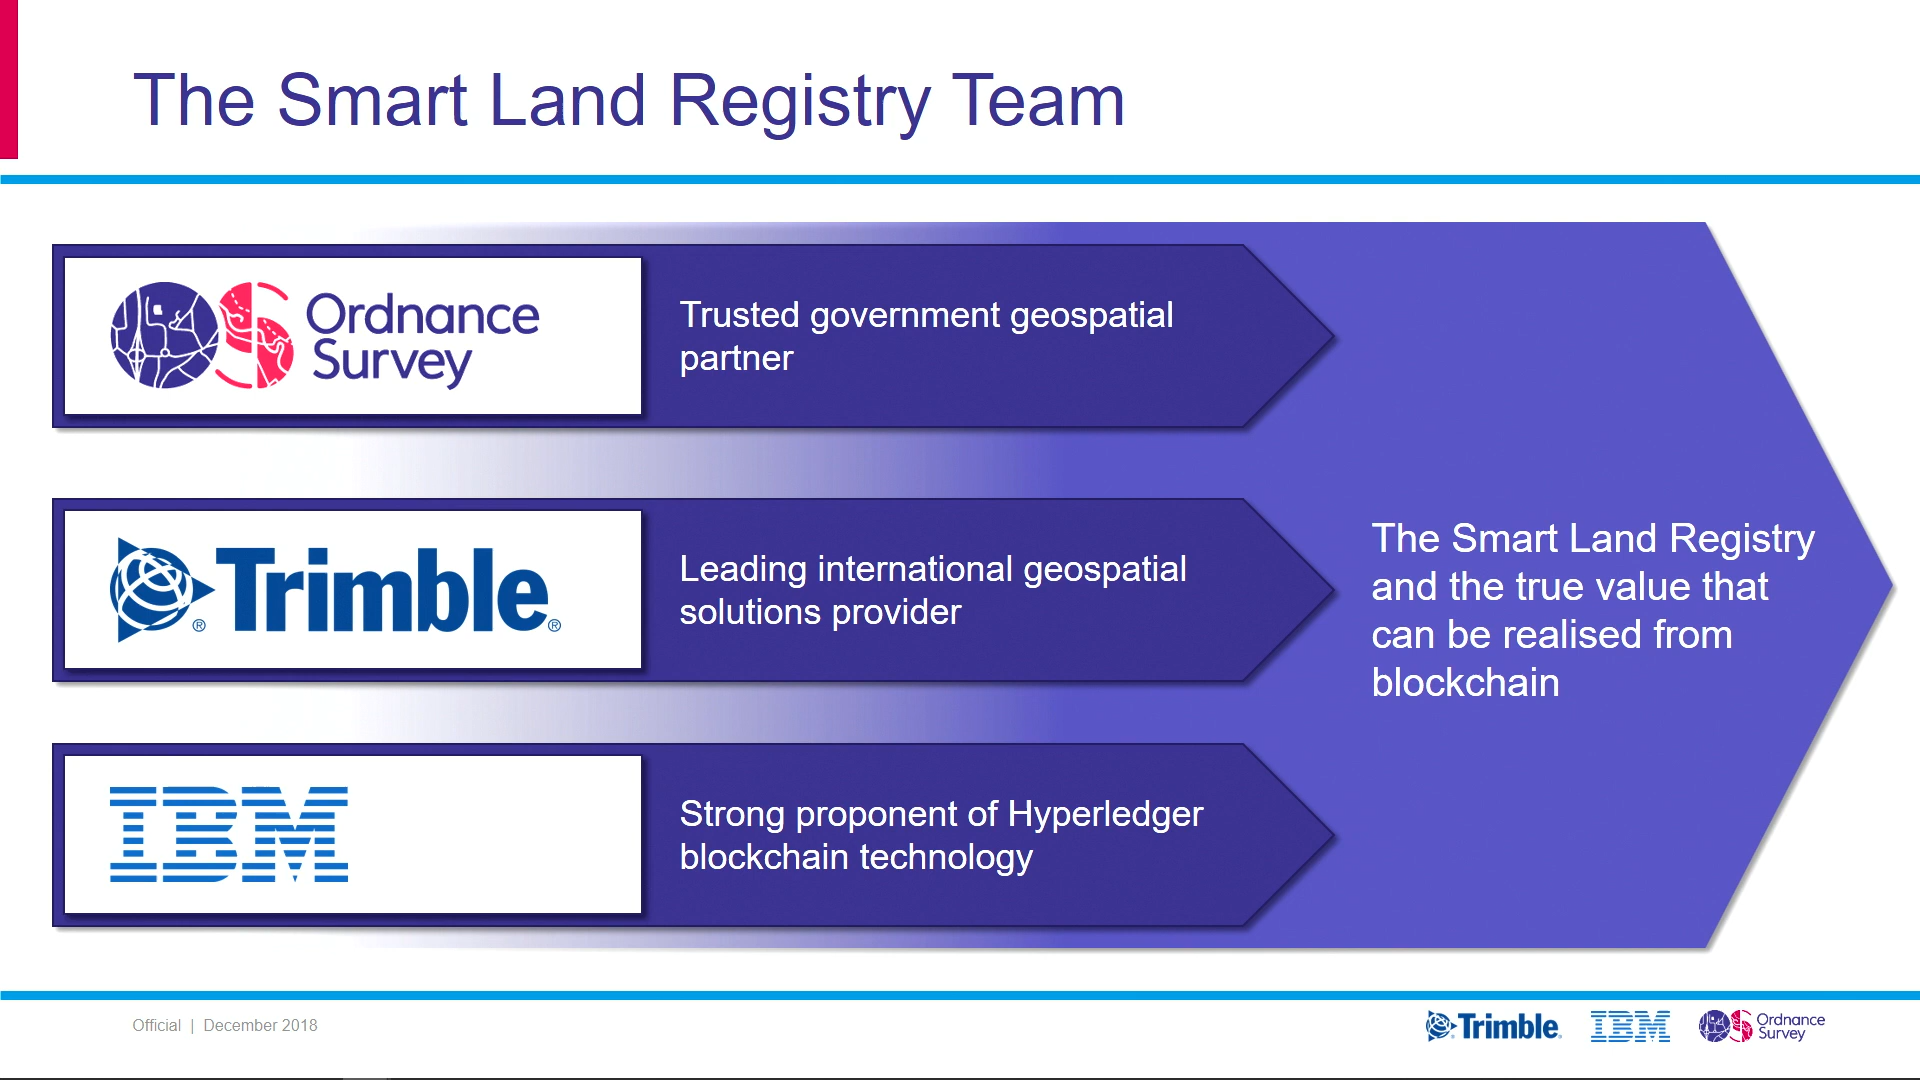 The Smart Land Registry Team
Ordnance
Survey
Trusted government geospatial
partner
Trimble®
Leading international geospatial
solutions provider
IBM
Strong proponent of Hyperledger
blockchain technology
The Smart Land Registry
and the true value that
can be realised from
blockchain
Official | December 2018
Trimble
IBM
Ordnance
Survey